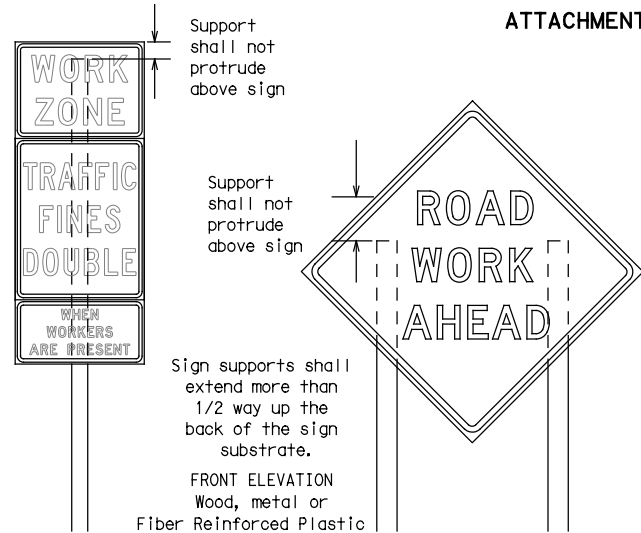 ATTACHMENT
Support
shall not
protrude
above sign
WORK
ZONE
TRAFFIC
FINES
DOUBLE
WHEN
WORKERS
ARE PRESENT
Support
shall not
protrude
above sign
ROAD
WORK
AHEAD
Sign supports shall
extend more than
1/2 way up the
back of the sign
substrate.
FRONT ELEVATION
Wood, metal or
Fiber Reinforced Plastic